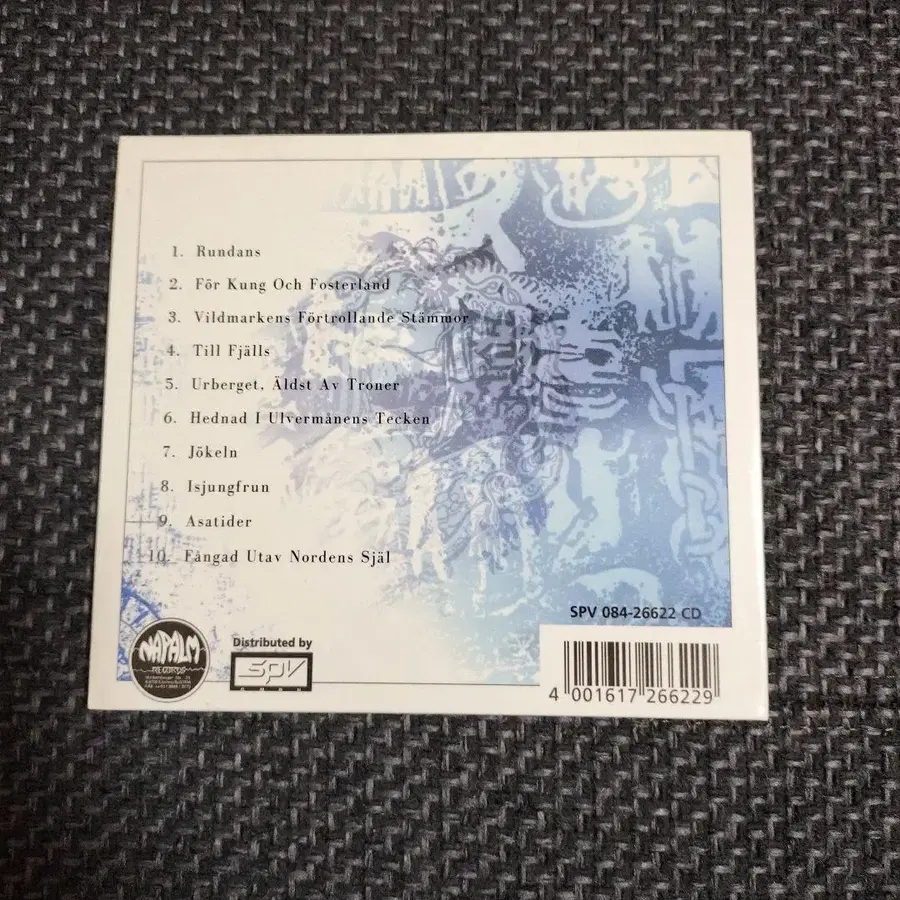 1. Rundans
2. För Kung Och Fosterland
3. Vildmarkens Förtrollande Stämmor
4. Till Fjälls
5. Urberget, Äldst Av Troner
6. Hednad I Ulvermånens Tecken
7. Jökeln
8. Isjungfrun
9. Asatider
10. Fångad Utav Nordens Själ
SPV 084-26622 CD
NAPALM
RECORDS
Distributed by
SPV
GMBH
4 001617 266229